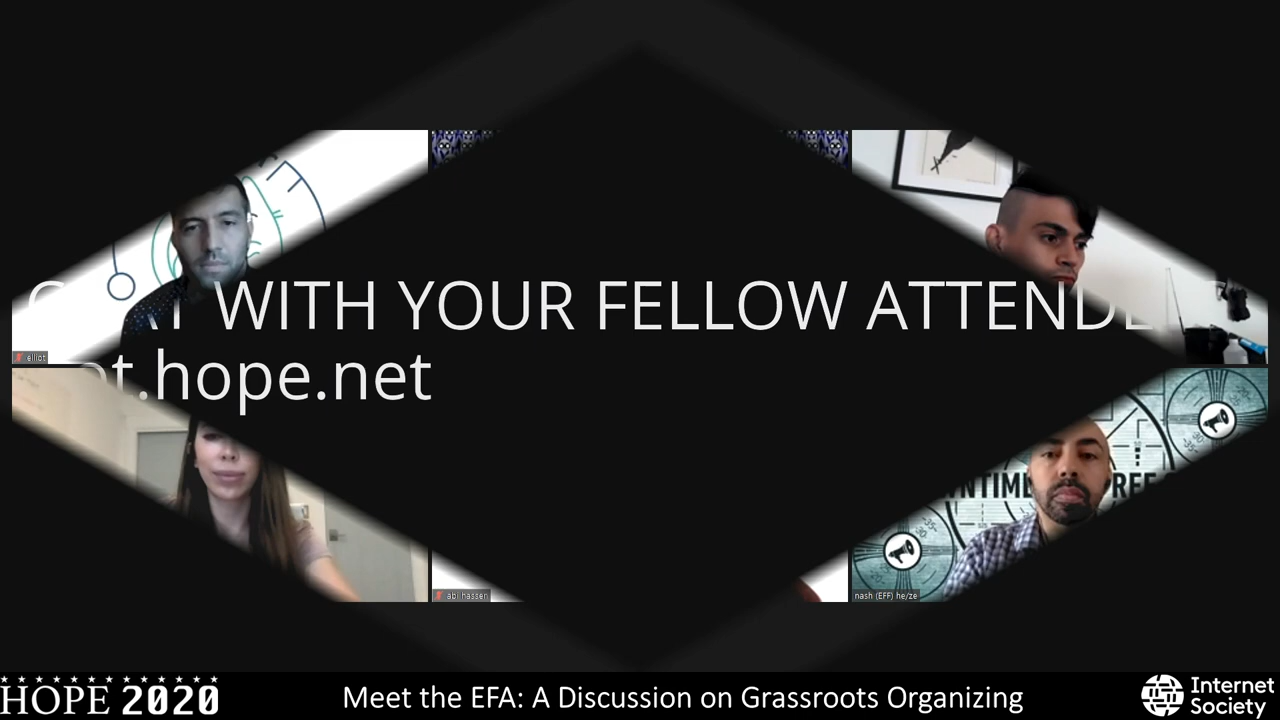 WITH YOUR FELLOW ATTENDE
.hope.net
elliot
abi hassen
nash (EFF) he/ze
HOPE 2020
Meet the EFA: A Discussion on Grassroots Organizing
Internet
Society